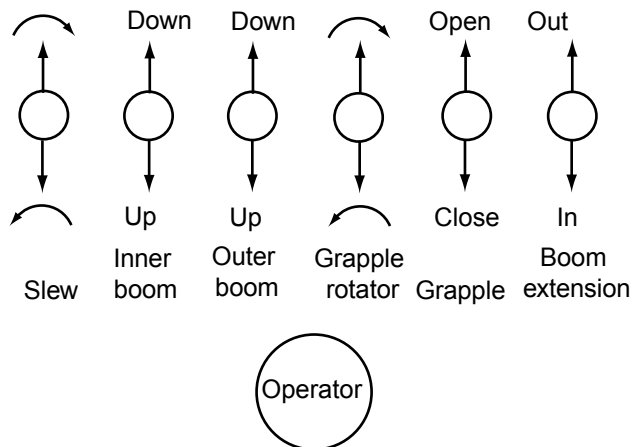 Down Down Open Out
Up Up Close In
Inner Outer Grapple Boom
Slew boom boom rotator Grapple extension
Operator